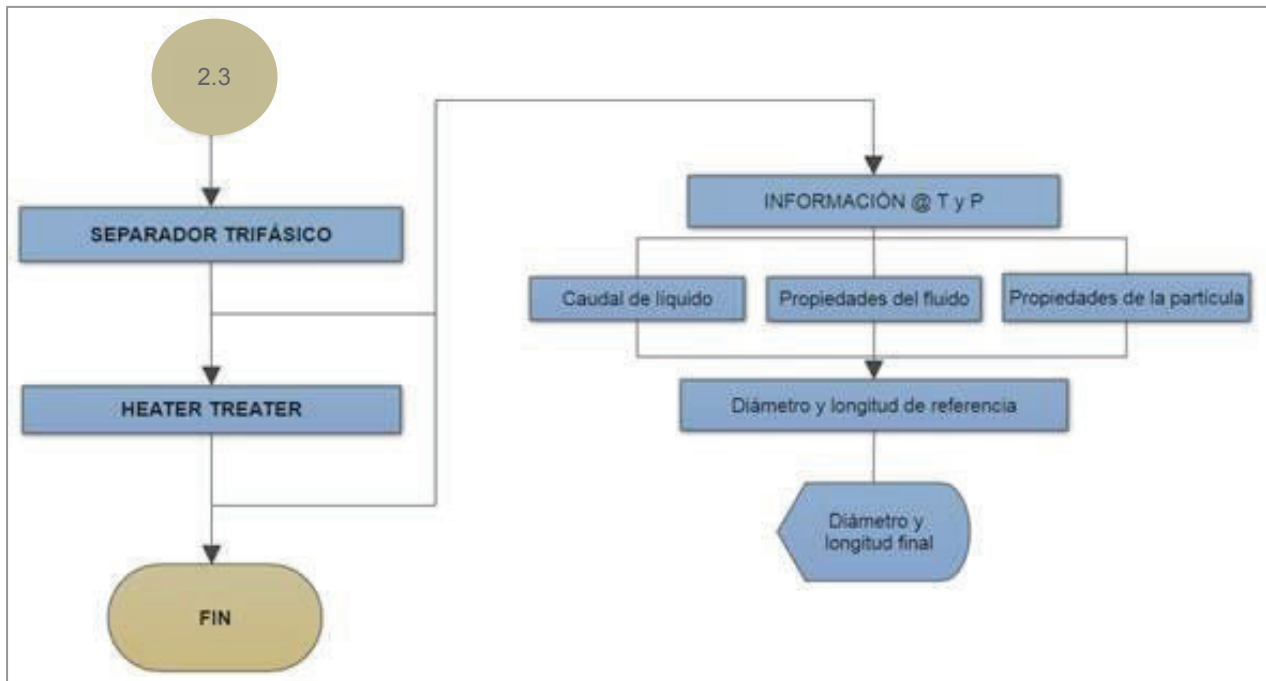 2.3
SEPARADOR TRIFÁSICO
HEATER TREATER
FIN
INFORMACIÓN @ T y P
Caudal de líquido
Propiedades del fluido
Propiedades de la partícula
Diámetro y longitud de referencia
Diámetro y
longitud final